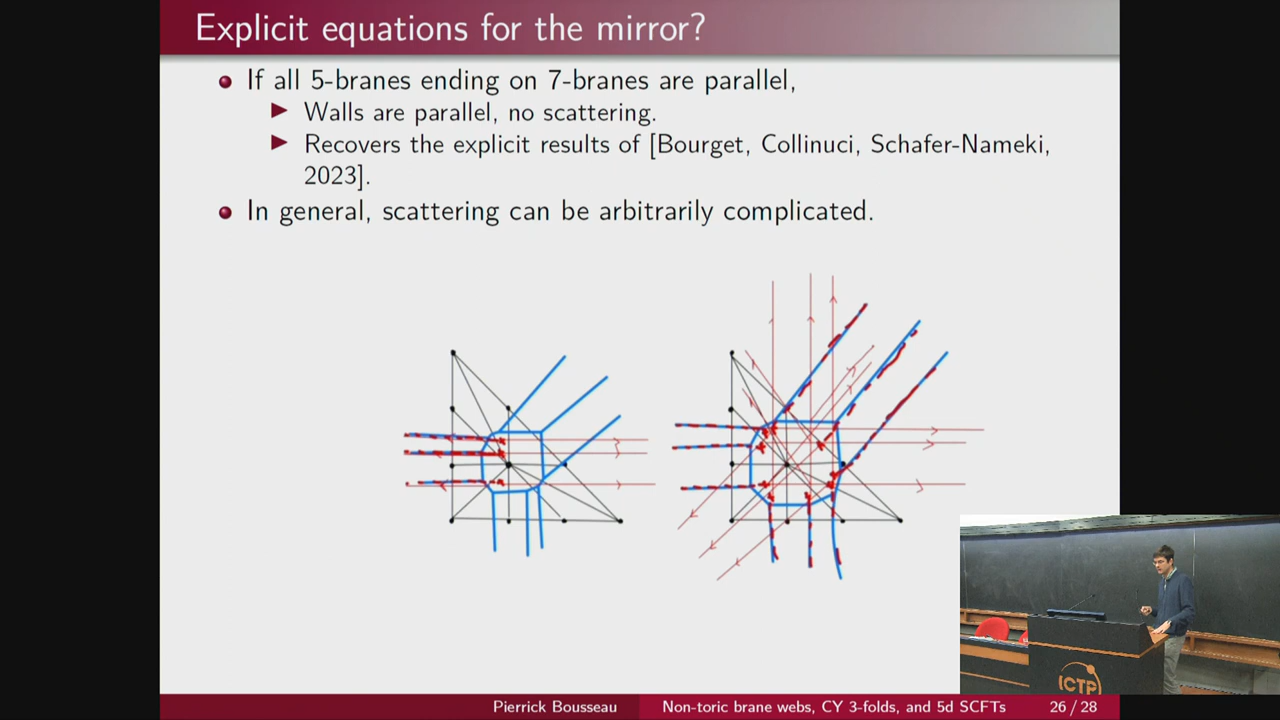 Explicit equations for the mirror?
If all 5-branes ending on 7-branes are parallel,
Walls are parallel, no scattering.
Recovers the explicit results of [Bourget, Collinuci, Schafer-Nameki,
2023].
In general, scattering can be arbitrarily complicated.
ICTP
Pierrick Bousseau Non-toric brane webs, CY 3-folds, and 5d SCFTs 26 / 28